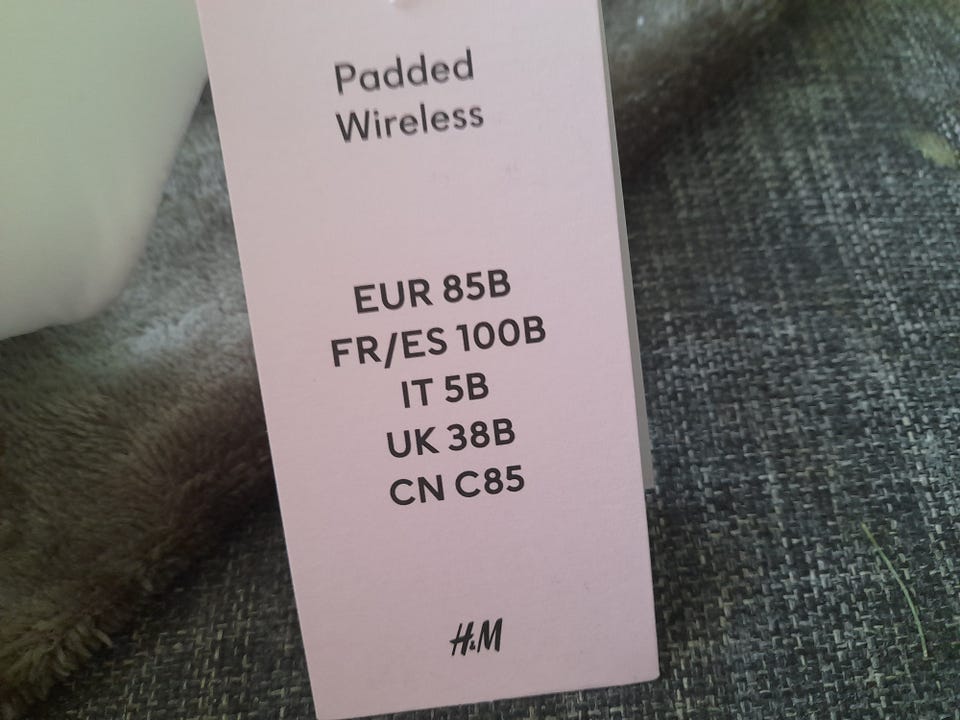 Padded
Wireless
EUR 85B
FR/ES 100B
IT 5B
UK 38B
CN C85
H&M